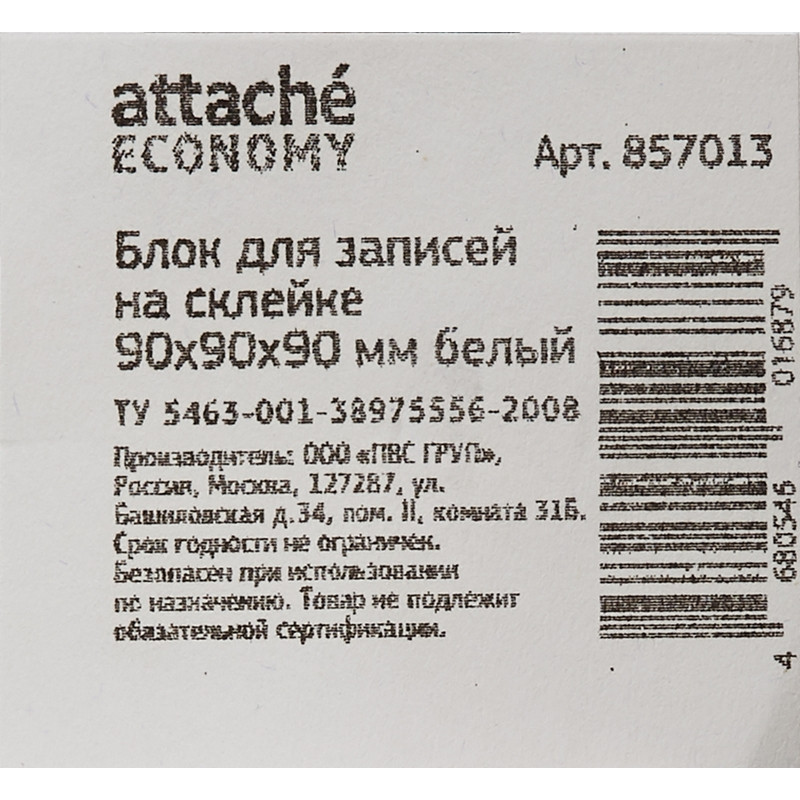 attaché
ECONOMY
Арт. 857013
Блок для записей
на склейке
90x90x90 мм белый
ТУ 5463-001-38975556-2008
Производитель: ООО «ПВС ГРУП»,
Россия, Москва, 127287, ул.
Башиловская д.34, пом. II, комната 31Б.
Срок годности не ограничен.
Безопасен при использовании
по назначению. Товар не подлежит
обязательной сертификации.
4 680546 016879